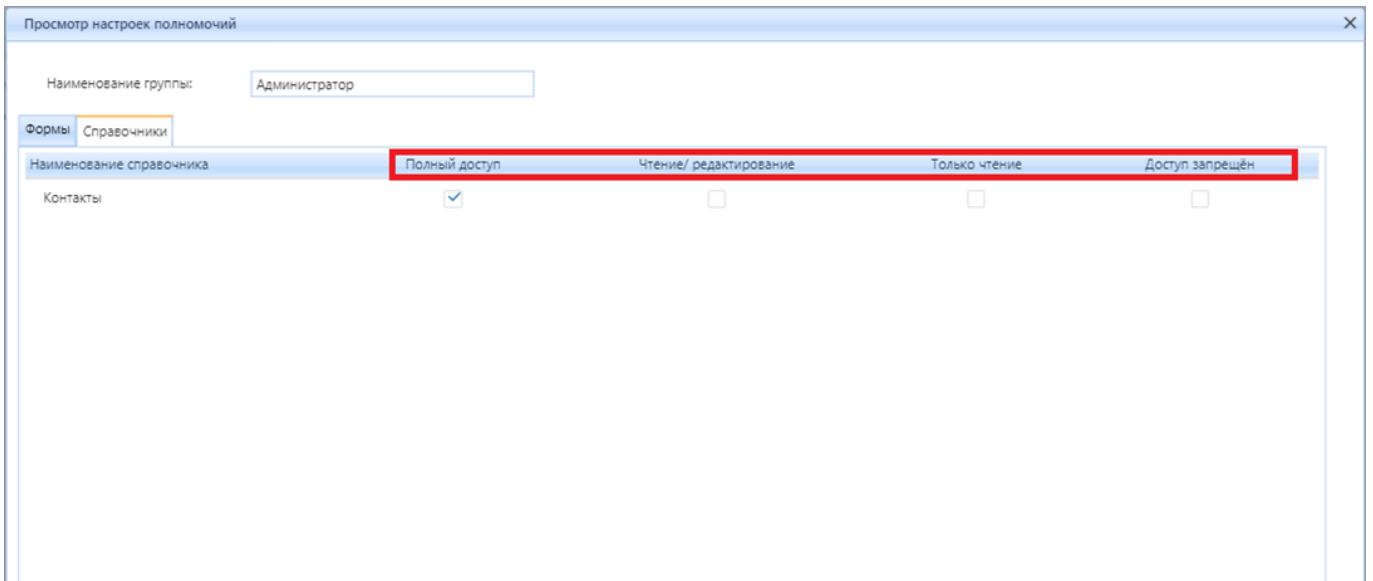 Просмотр настроек полномочий
Наименование группы: Администратор
Формы Справочники
Наименование справочника Полный доступ Чтение/ редактирование Только чтение Доступ запрещён
Контакты